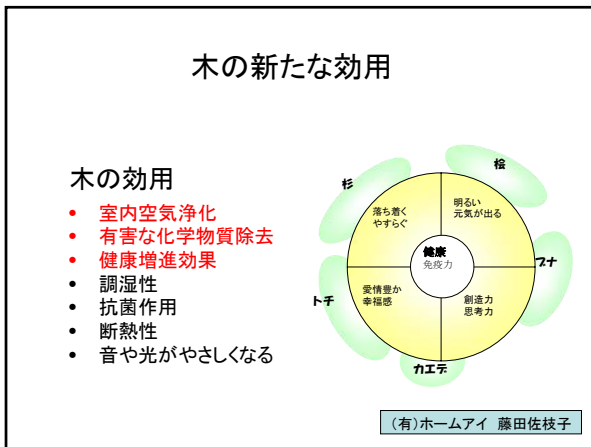 木の新たな効用
木の効用
• 室内空気浄化
• 有害な化学物質除去
• 健康増進効果
• 調湿性
• 抗菌作用
• 断熱性
• 音や光がやさしくなる
杉
桧
落ち着く
やすらぐ
明るい
元気が出る
健康
免疫力
ブナ
トチ
愛情豊か
幸福感
創造力
思考力
カエデ
(有)ホームアイ 藤田佐枝子